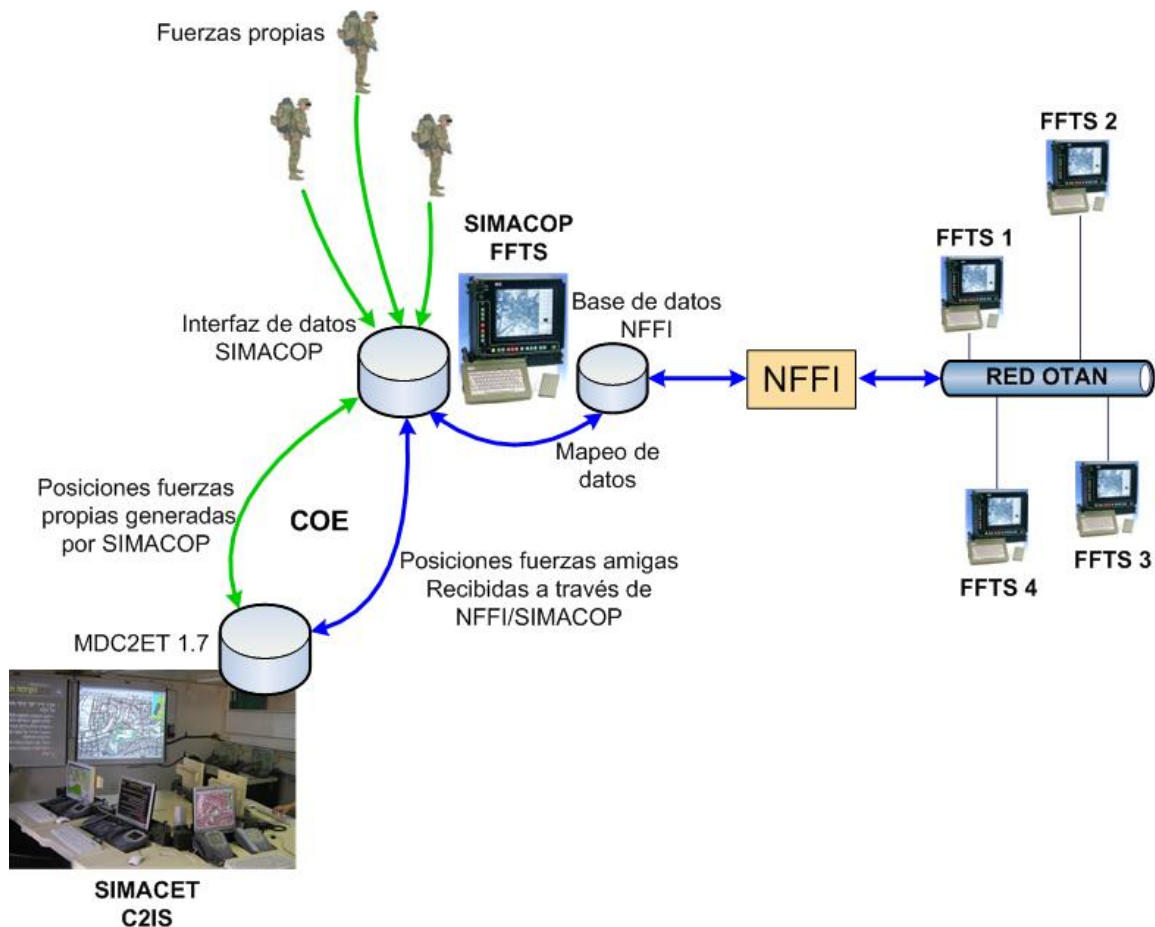 Fuerzas propias
FFTS 2
SIMACOP
FFTS
FFTS 1
Interfaz de datos
SIMACOP
Base de datos
NFFI
NFFI
RED OTAN
Mapeo de
datos
Posiciones fuerzas
propias generadas
por SIMACOP
COE
Posiciones fuerzas amigas
Recibidas a través de
NFFI/SIMACOP
FFTS 4
FFTS 3
MDC2ET 1.7
SIMACET
C2IS